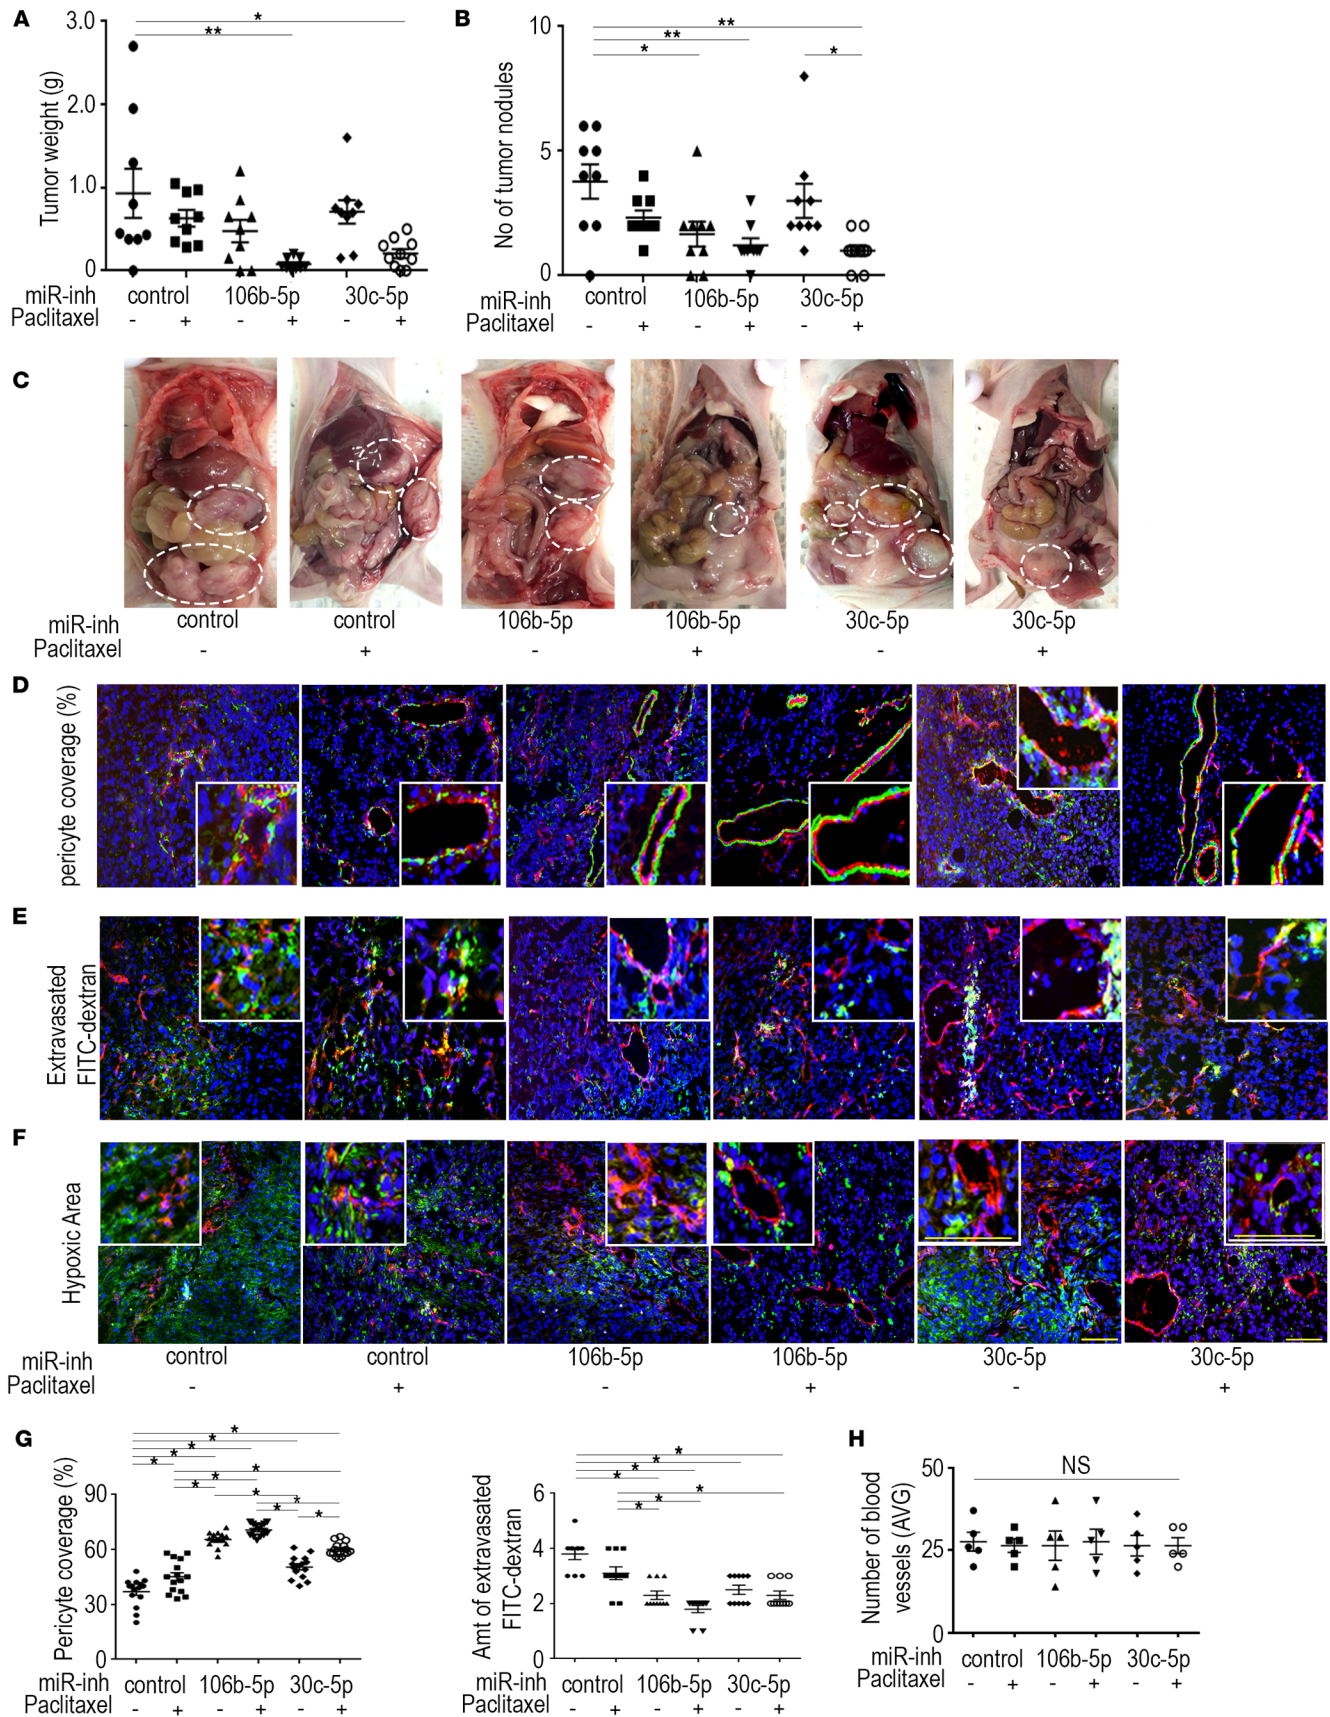 A
Tumor weight (g)
3.0
2.0
1.0
0
*
**
miR-inh control 106b-5p 30c-5p
Paclitaxel - + - + - +
B
No of tumor nodules
10
5
0
**
**
*
*
miR-inh control 106b-5p 30c-5p
Paclitaxel - + - + - +
C
miR-inh control control 106b-5p 106b-5p 30c-5p 30c-5p
Paclitaxel - + - + - +
D
pericyte coverage (%)
E
Extravasated
FITC-dextran
F
Hypoxic Area
miR-inh control control 106b-5p 106b-5p 30c-5p 30c-5p
Paclitaxel - + - + - +
G
Pericyte coverage (%)
90
60
30
0
* * * * *
* * *
* * * *
*
miR-inh control 106b-5p 30c-5p
Paclitaxel - + - + - +
Amt of extravasated
FITC-dextran
6
4
2
0
* * * * *
* * *
miR-inh control 106b-5p 30c-5p
Paclitaxel - + - + - +
H
Number of blood
vessels (AVG)
50
25
0
NS
miR-inh control 106b-5p 30c-5p
Paclitaxel - + - + - +